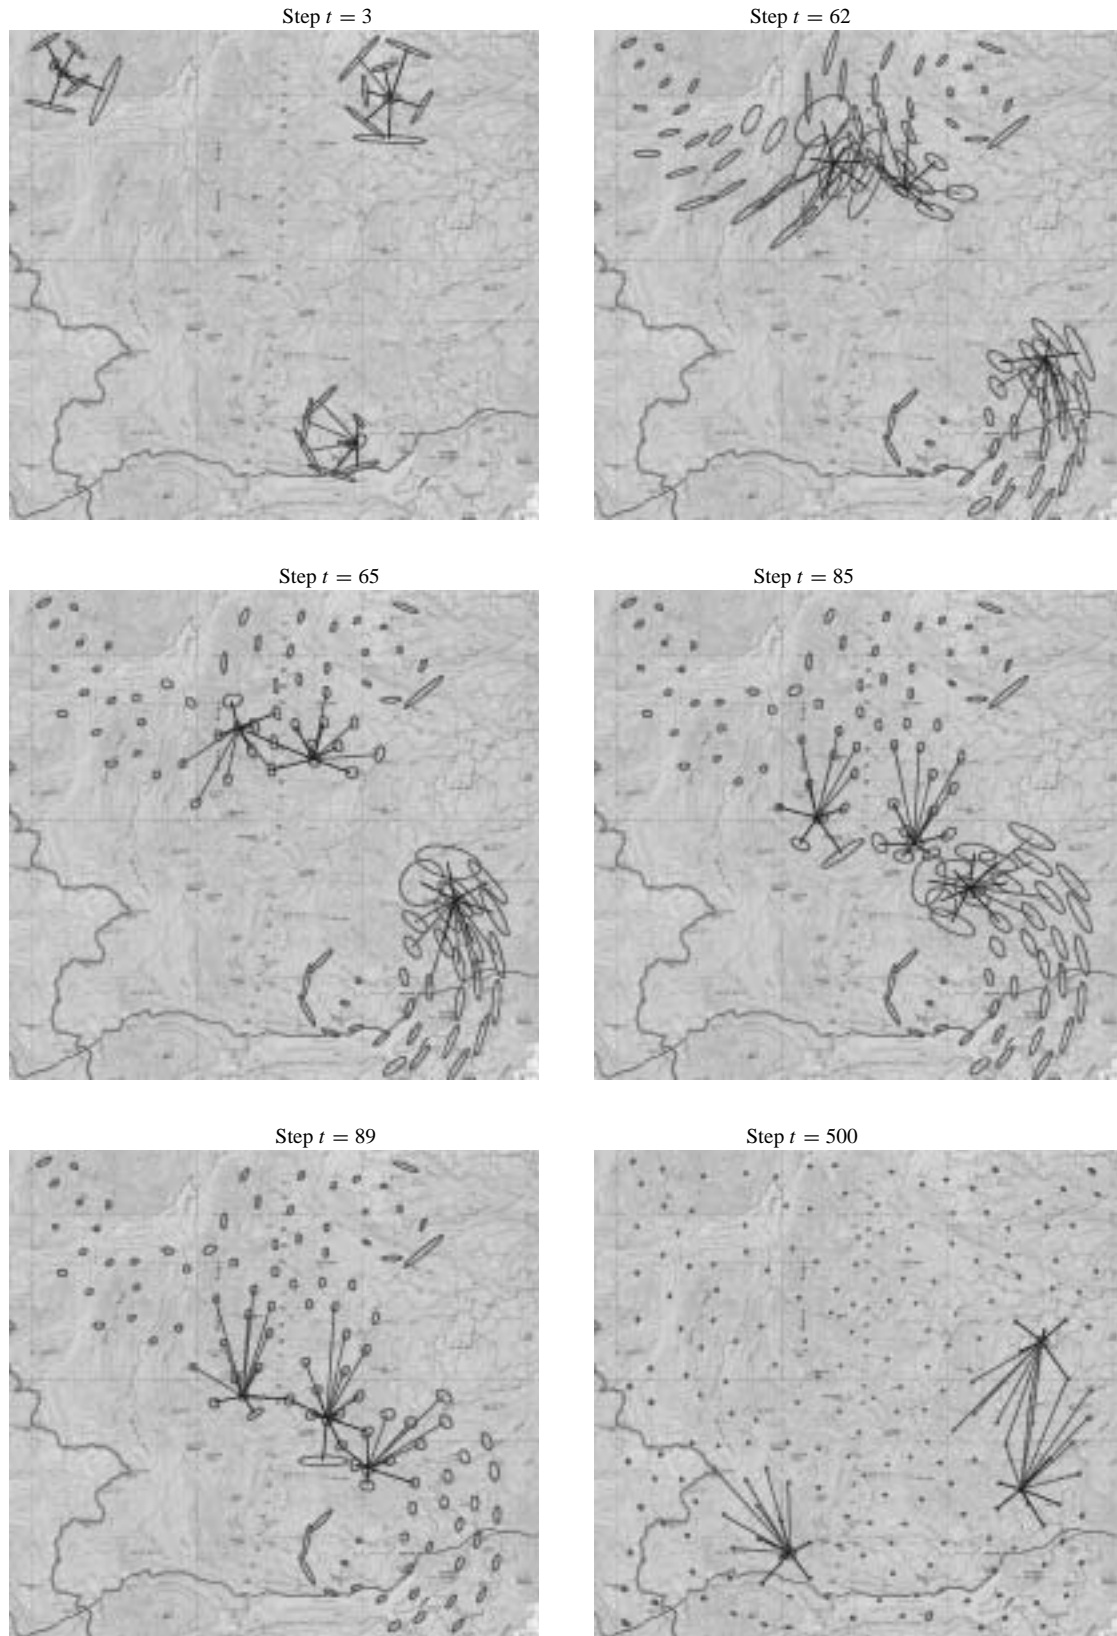 Step t = 3
Step t = 62
Step t = 65
Step t = 85
Step t = 89
Step t = 500